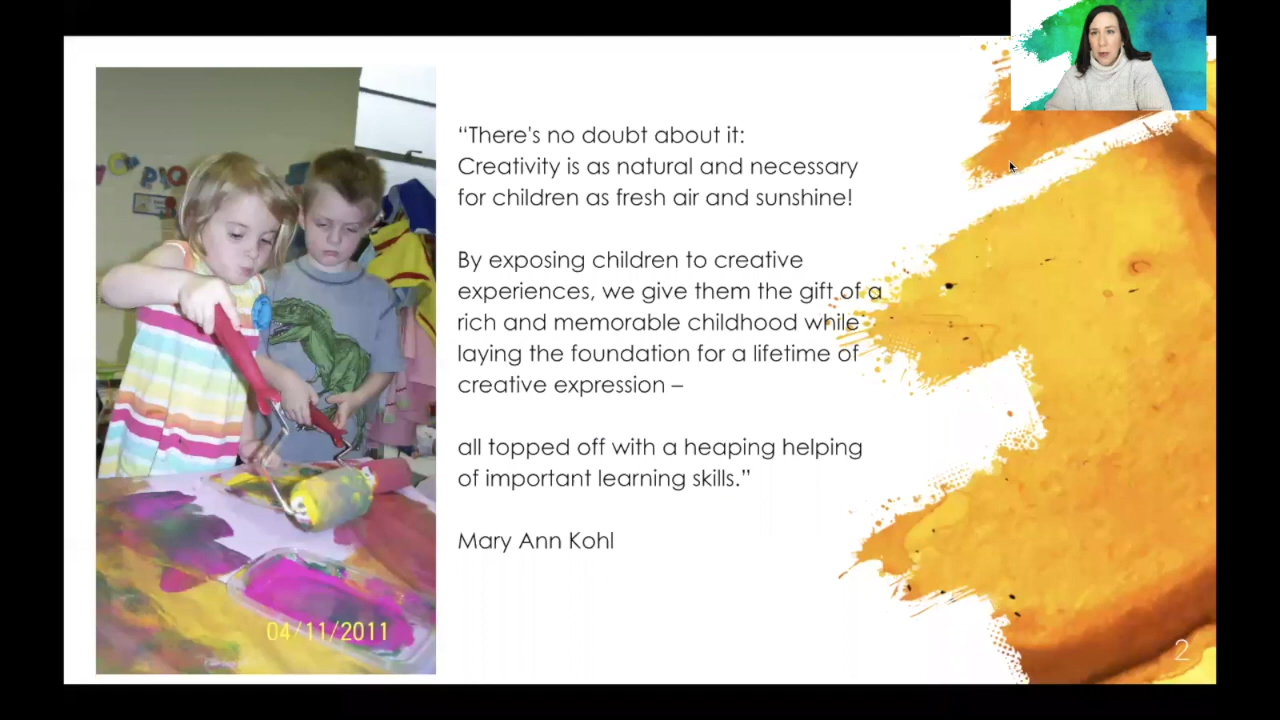 “There's no doubt about it:
Creativity is as natural and necessary
for children as fresh air and sunshine!
By exposing children to creative
experiences, we give them the gift of a
rich and memorable childhood while
laying the foundation for a lifetime of
creative expression –
all topped off with a heaping helping
of important learning skills.”
Mary Ann Kohl
04/11/2011
2